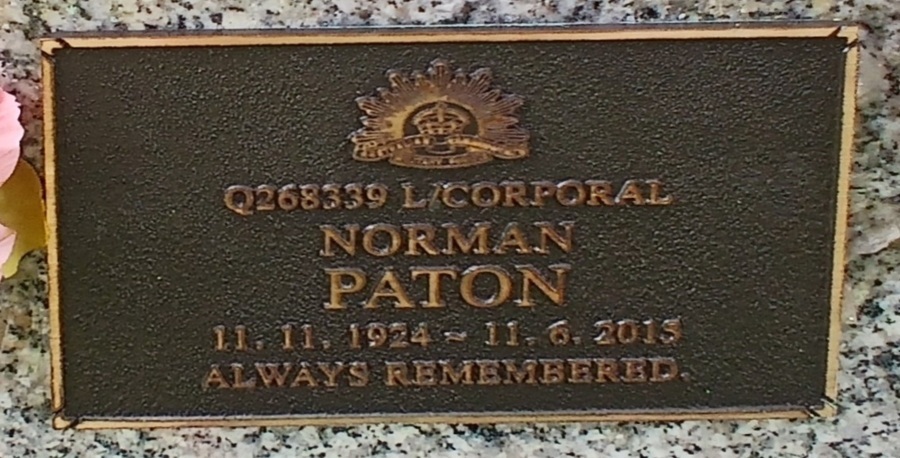 Q268339 L/CORPORAL
NORMAN
PATON
11. 11. 1924 ~ 11. 6. 2015
ALWAYS REMEMBERED.